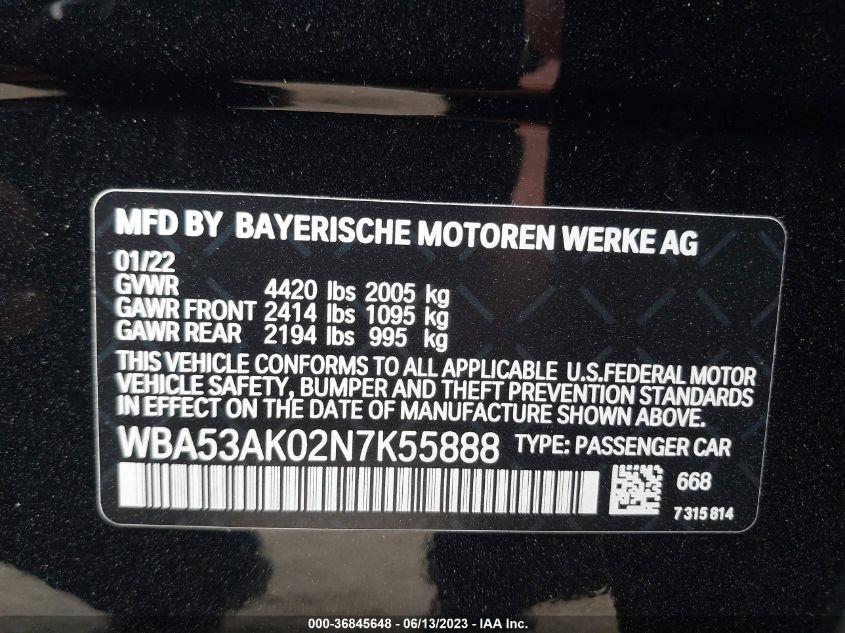 MFD BY BAYERISCHE MOTOREN WERKE AG
01/22
GVWR 4420 lbs 2005 kg
GAWR FRONT 2414 lbs 1095 kg
GAWR REAR 2194 lbs 995 kg
THIS VEHICLE CONFORMS TO ALL APPLICABLE U.S.FEDERAL MOTOR
VEHICLE SAFETY, BUMPER AND THEFT PREVENTION STANDARDS
IN EFFECT ON THE DATE OF MANUFACTURE SHOWN ABOVE.
WBA53AK02N7K55888 TYPE: PASSENGER CAR
668
7315814
000-36845648 - 06/13/2023 - IAA Inc.